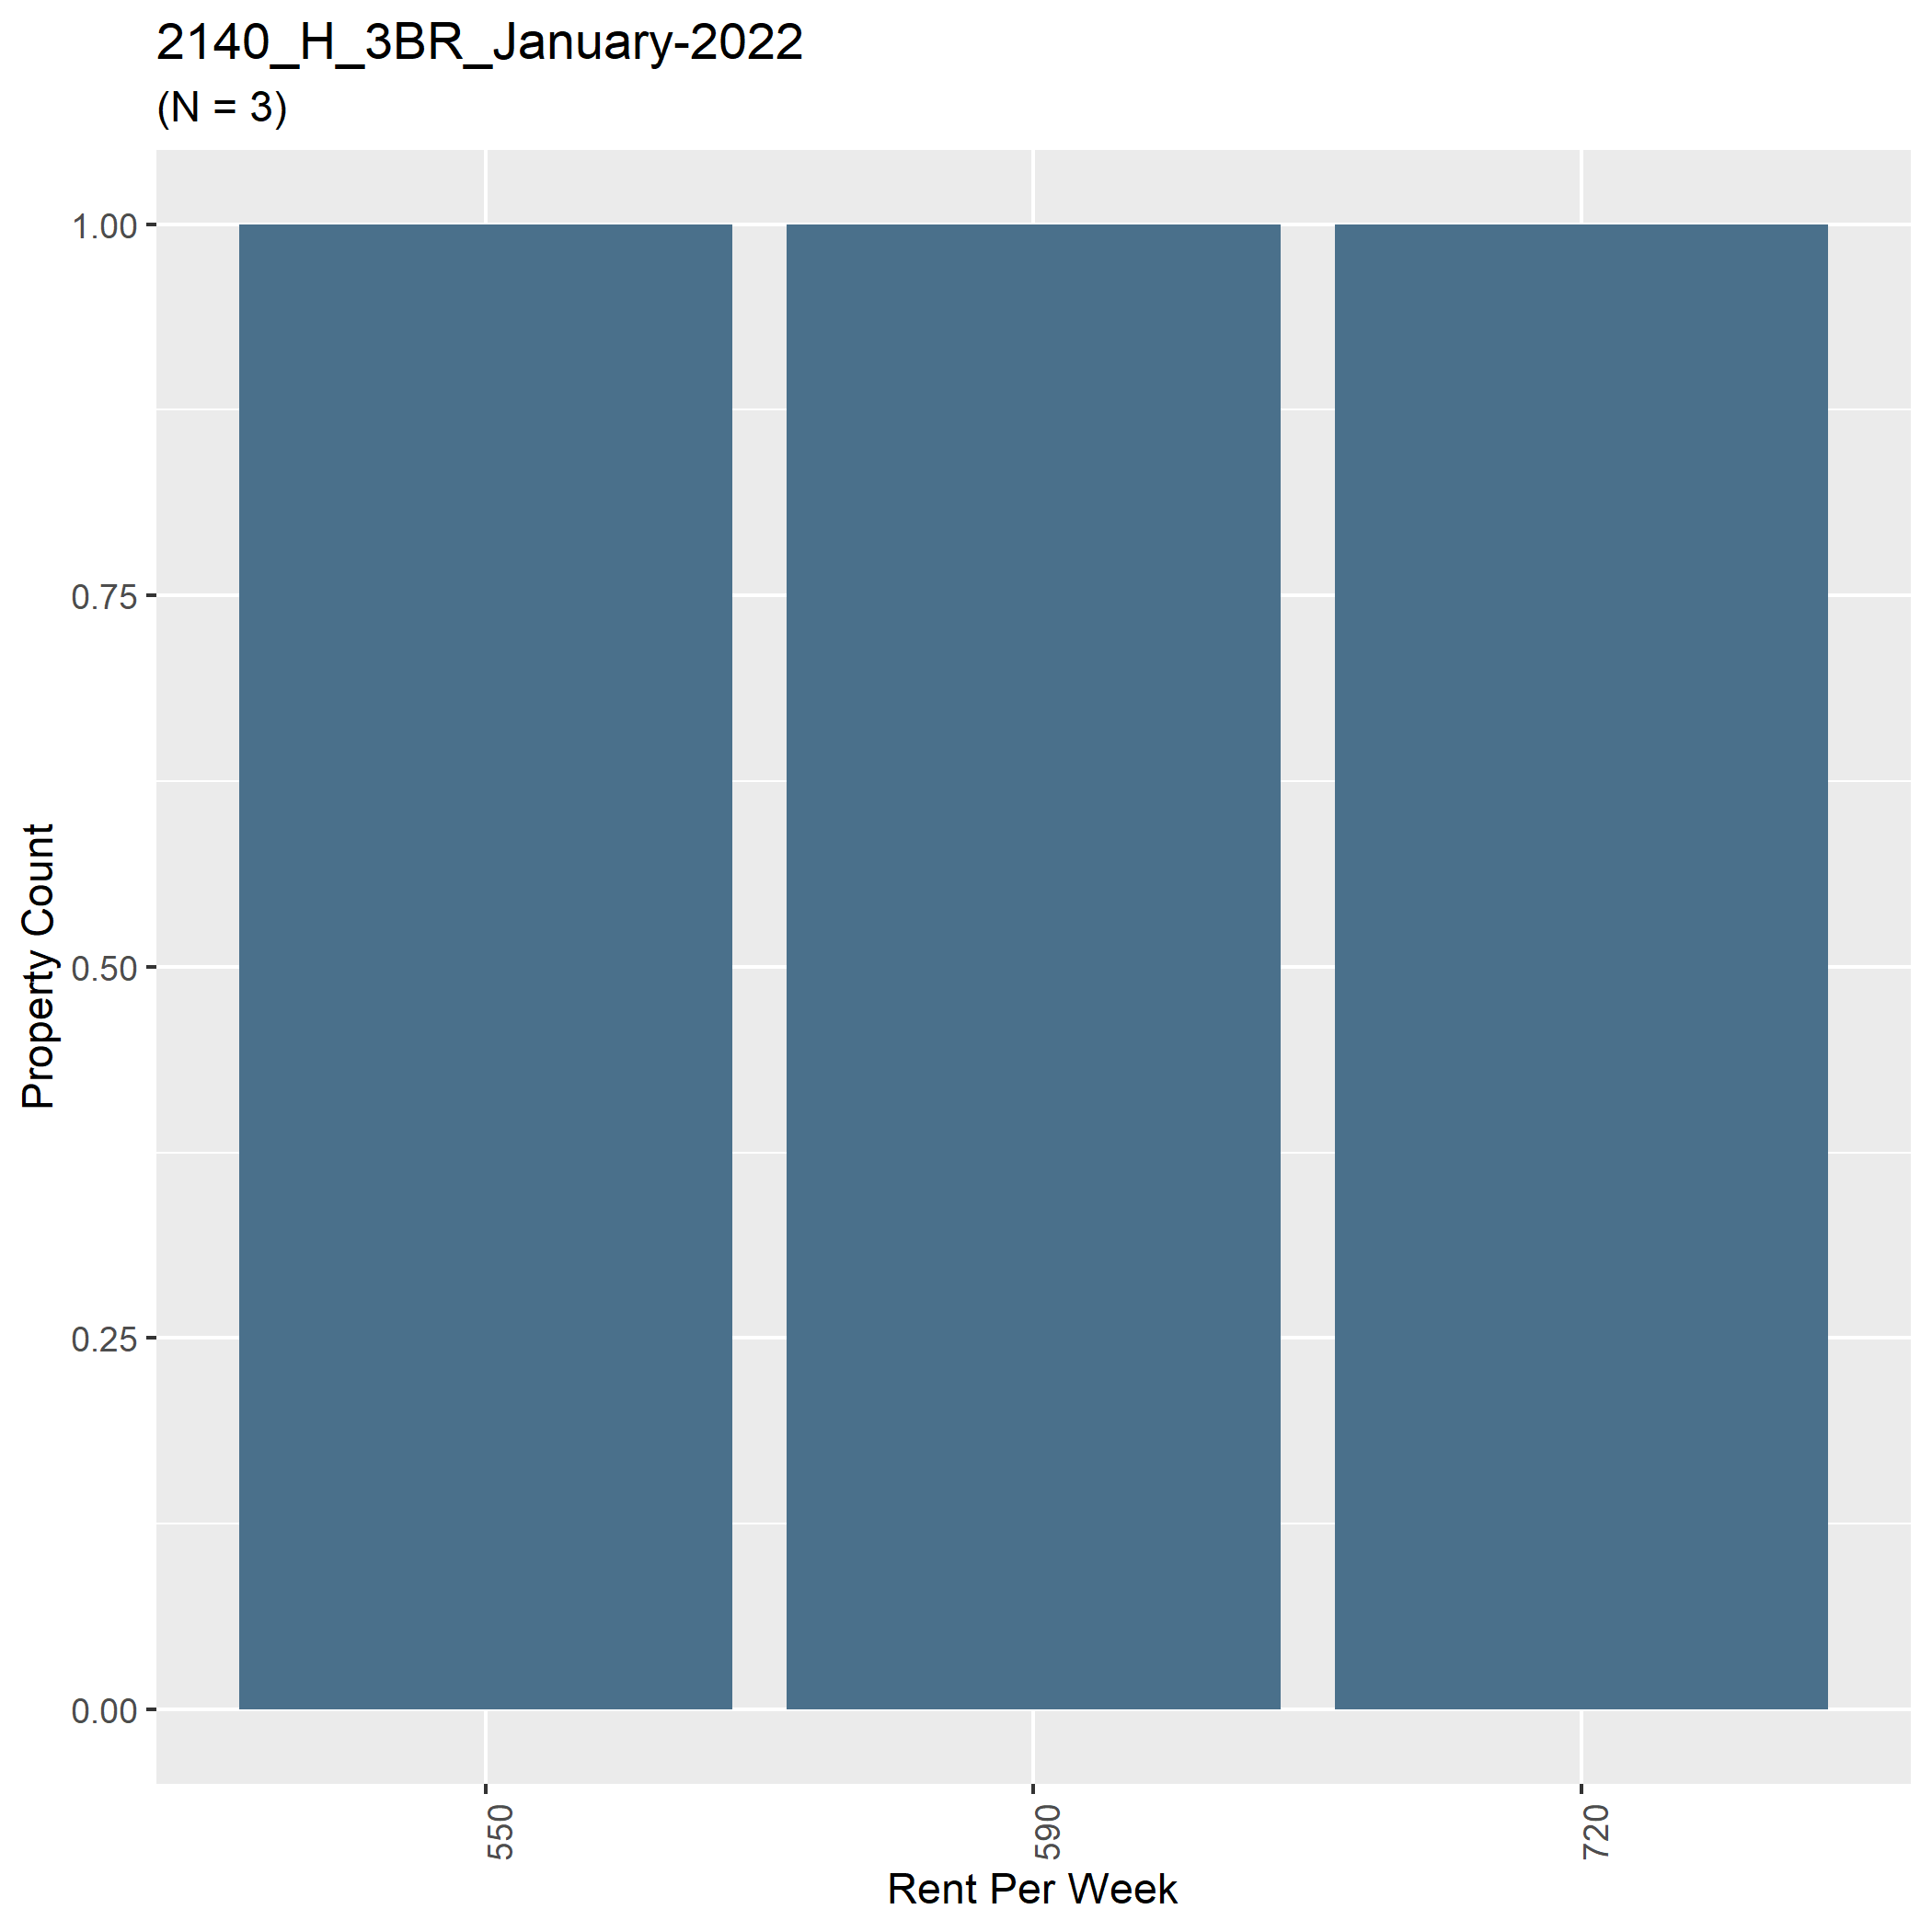 2140_H_3BR_January-2022
(N = 3)
1.00
0.75
0.50
0.25
0.00
Property Count
550
590
720
Rent Per Week